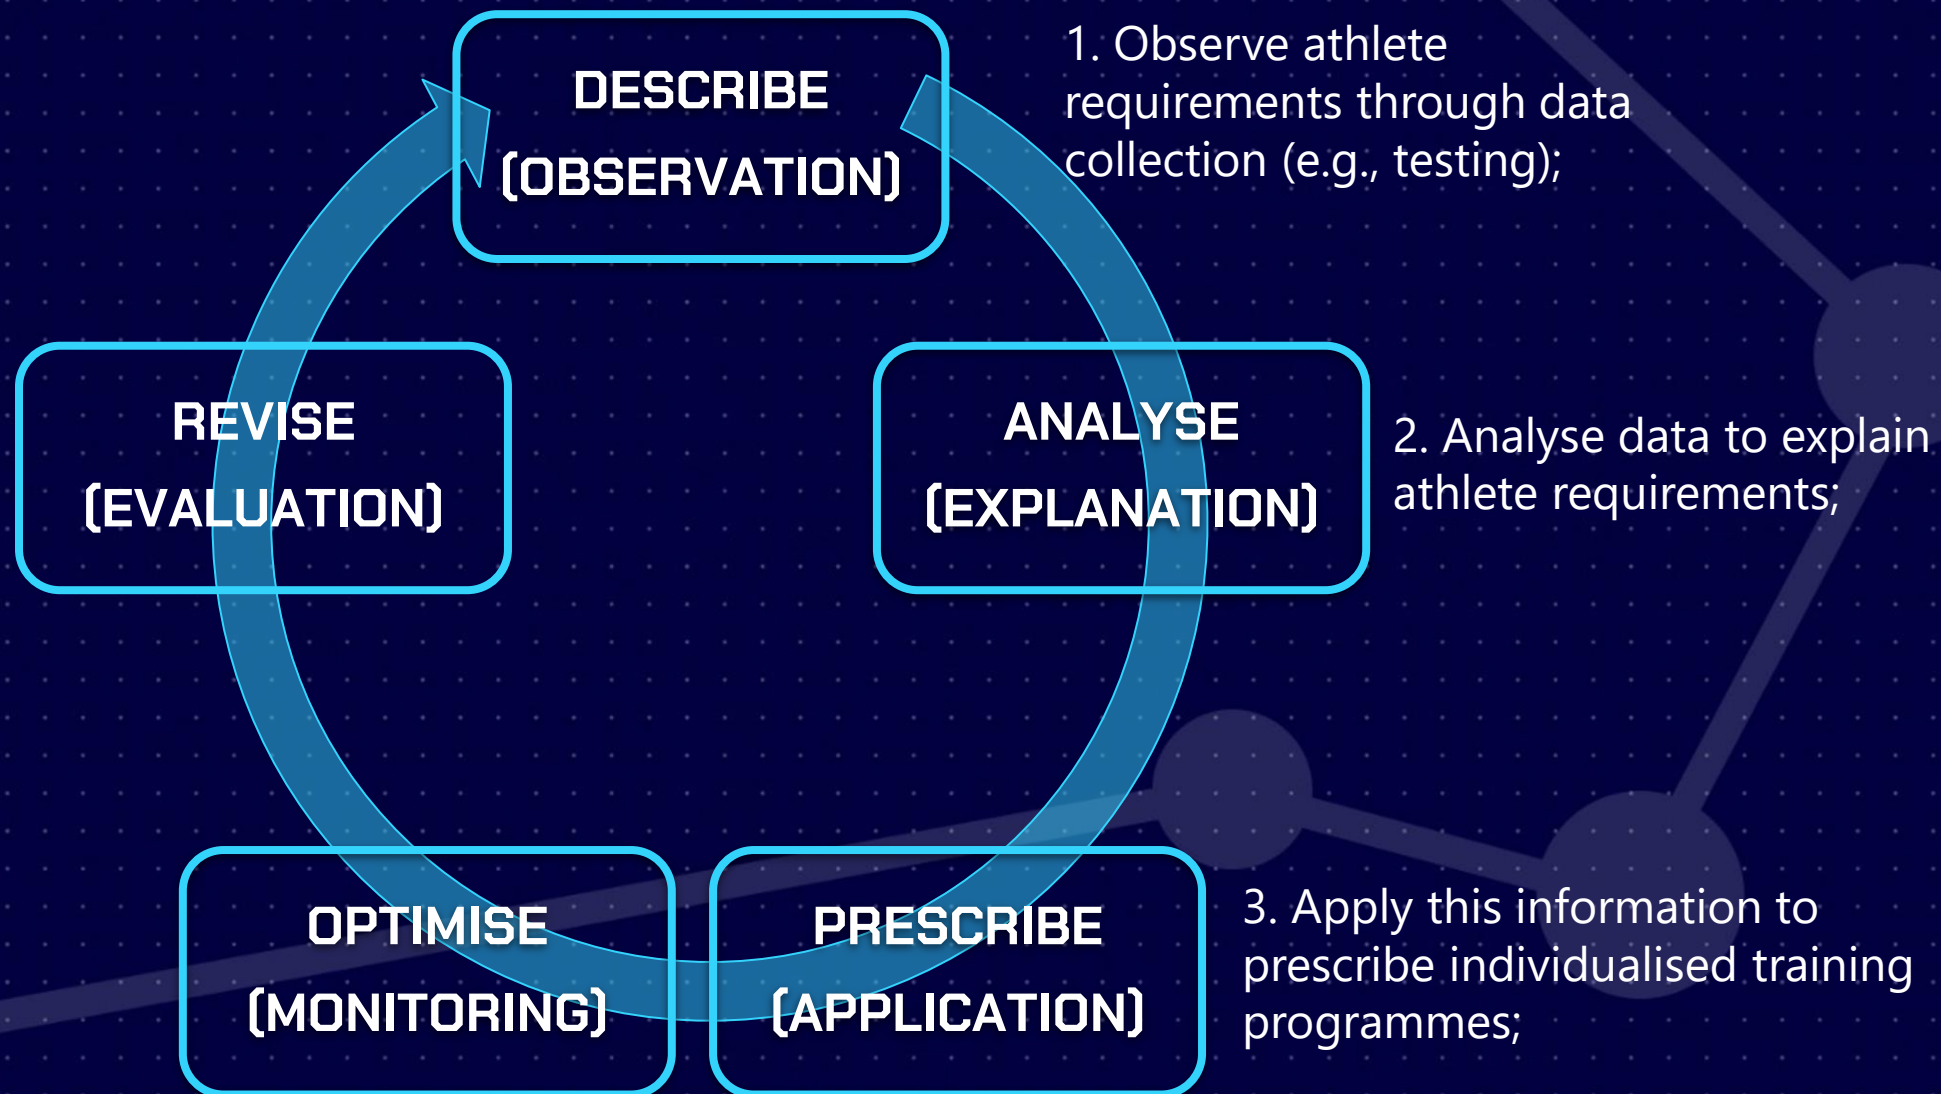 DESCRIBE
(OBSERVATION)
1. Observe athlete
requirements through data
collection (e.g., testing);
REVISE
(EVALUATION)
ANALYSE
(EXPLANATION)
2. Analyse data to explain
athlete requirements;
OPTIMISE
(MONITORING)
PRESCRIBE
(APPLICATION)
3. Apply this information to
prescribe individualised training
programmes;